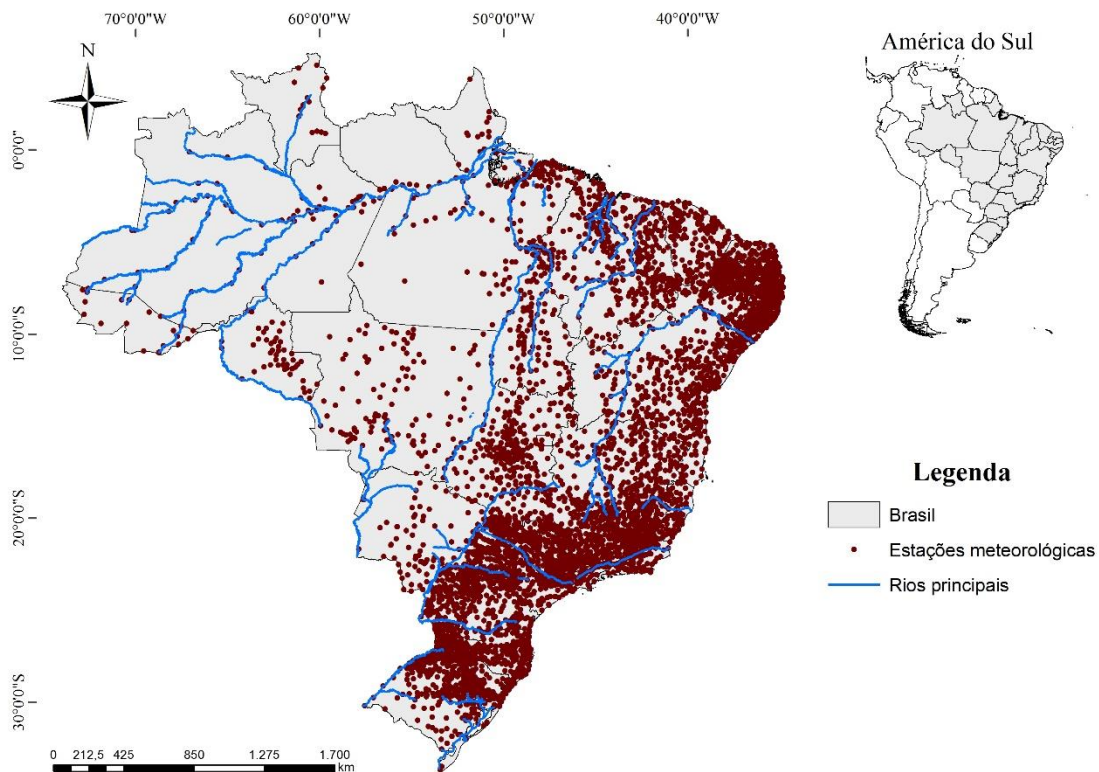 70°0'0"W 60°0'0"W 50°0'0"W 40°0'0"W
N
América do Sul
0°0'0"
10°0'0"S
20°0'0"S
30°0'0"S
Legenda
Brasil
Estações meteorológicas
Rios principais
0 212,5 425 850 1.275 1.700
km